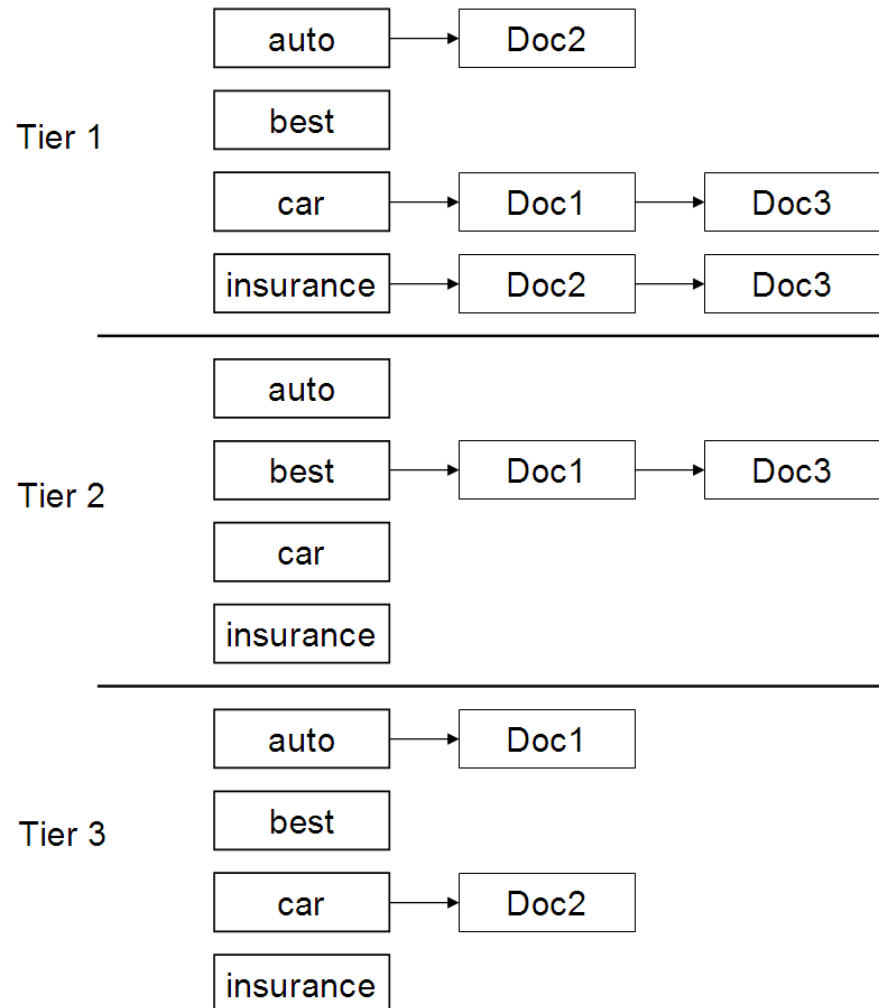 auto Doc2
Tier 1
best
car Doc1 Doc3
insurance Doc2 Doc3
auto
best Doc1 Doc3
Tier 2
car
insurance
auto Doc1
Tier 3
best
car Doc2
insurance